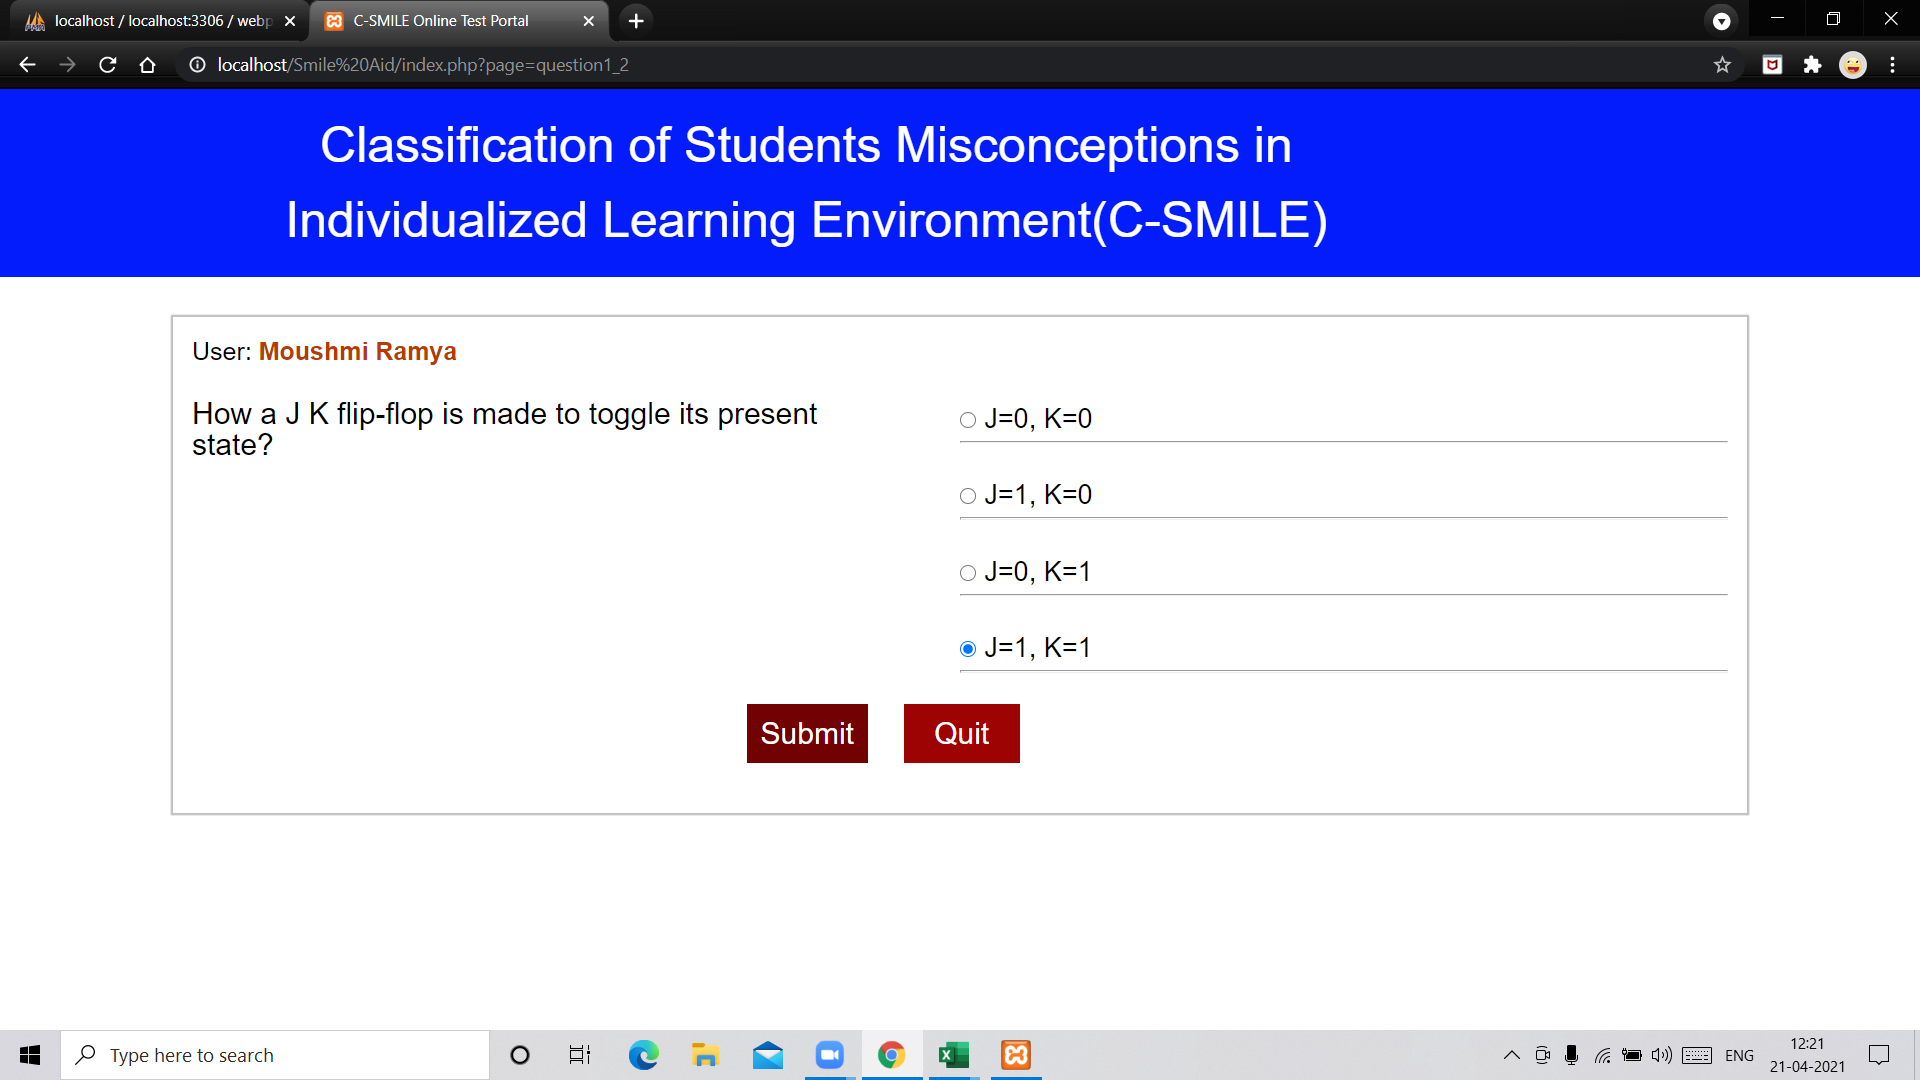 localhost / localhost:3306 / webp
C-SMILE Online Test Portal
localhost/Smile%20Aid/index.php?page=question1_2
Classification of Students Misconceptions in
Individualized Learning Environment(C-SMILE)
User: Moushmi Ramya
How a J K flip-flop is made to toggle its present
state?
J=0, K=0
J=1, K=0
J=0, K=1
J=1, K=1
Submit
Quit
Type here to search
ENG
12:21
21-04-2021